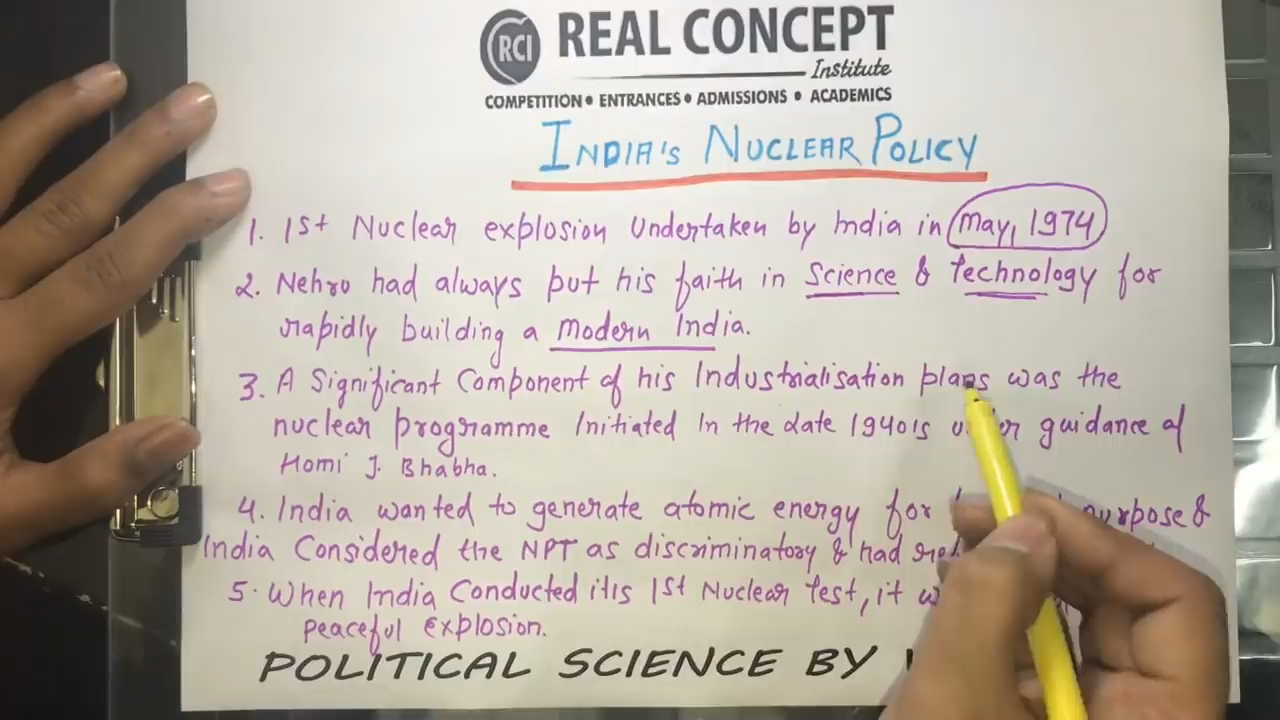 RCI REAL CONCEPT
Institute
COMPETITION • ENTRANCES • ADMISSIONS • ACADEMICS
INDIA'S NUCLEAR POLICY
1. 1st Nuclear explosion Undertaken by India in May, 1974
2. Nehru had always put his faith in Science & Technology for
rapidly building a modern India.
3. A Significant Component of his Industrialisation plans was the
nuclear programme Initiated In the late 1940's under guidance of
Homi J. Bhabha.
4. India wanted to generate atomic energy for purpose &
India Considered the NPT as discriminatory & had
5. When India Conducted it's 1st Nuclear Test, it
peaceful explosion.
POLITICAL SCIENCE BY